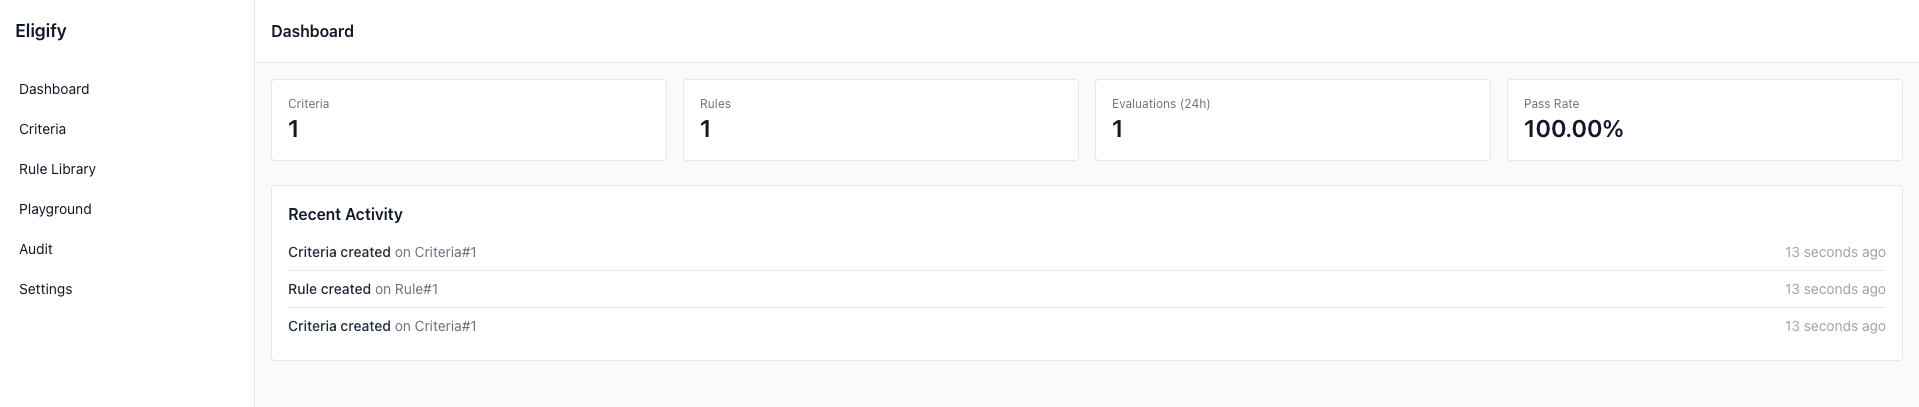 Eligify
Dashboard
Criteria
Rule Library
Playground
Audit
Settings
Dashboard
Criteria
1
Rules
1
Evaluations (24h)
1
Pass Rate
100.00%
Recent Activity
Criteria created on Criteria#1 13 seconds ago
Rule created on Rule#1 13 seconds ago
Criteria created on Criteria#1 13 seconds ago